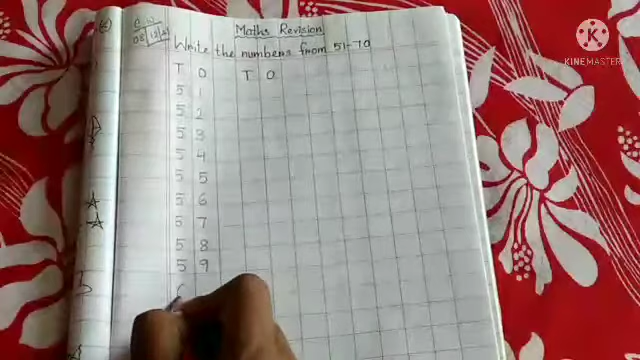 C.W
Maths Revision
Write the numbers from 51-70
T O T O
5 1
5 2
5 3
5 4
5 5
5 6
5 7
5 8
5 9
KINEMASTER